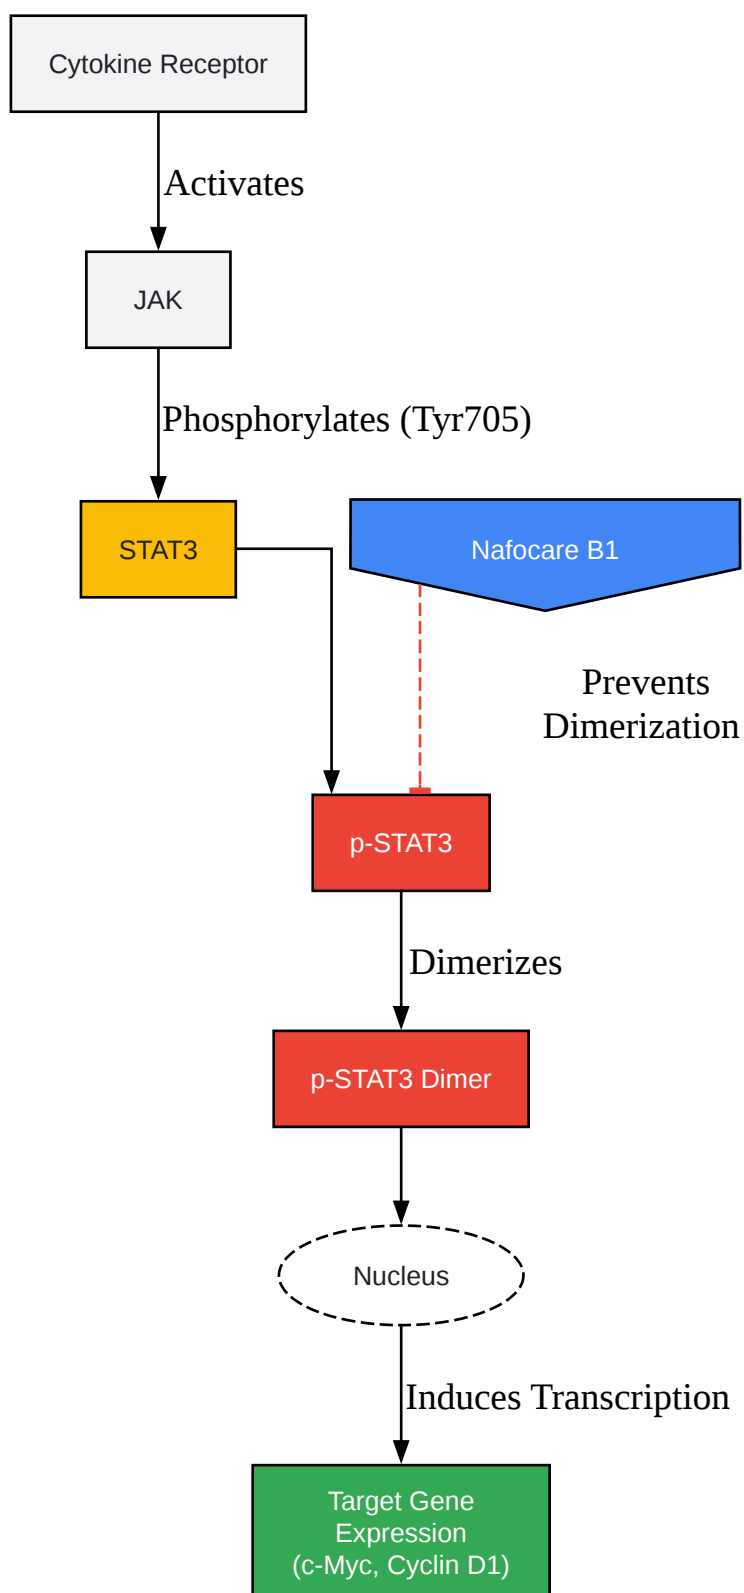 Cytokine Receptor
Activates
JAK
Phosphorylates (Tyr705)
STAT3
Nafocare B1
Prevents
Dimerization
p-STAT3
Dimerizes
p-STAT3 Dimer
Nucleus
Induces Transcription
Target Gene
Expression
(c-Myc, Cyclin D1)